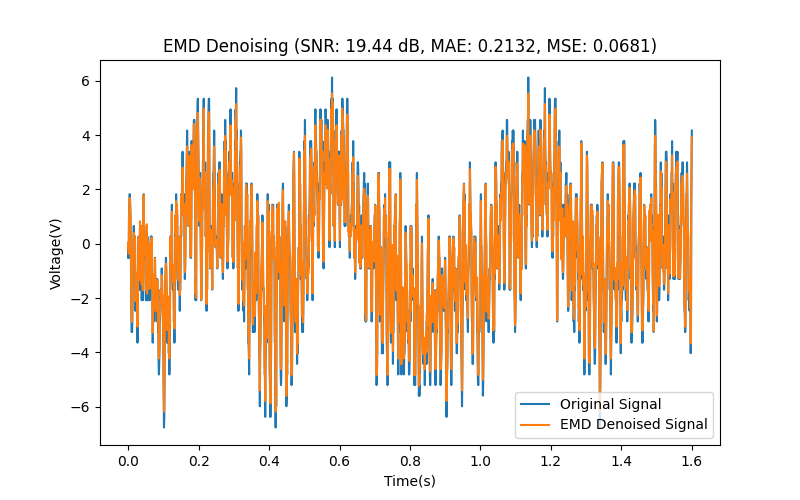 EMD Denoising (SNR: 19.44 dB, MAE: 0.2132, MSE: 0.0681)
6
4
2
0
−2
−4
−6
Voltage(V)
Original Signal
EMD Denoised Signal
0.0 0.2 0.4 0.6 0.8 1.0 1.2 1.4 1.6
Time(s)